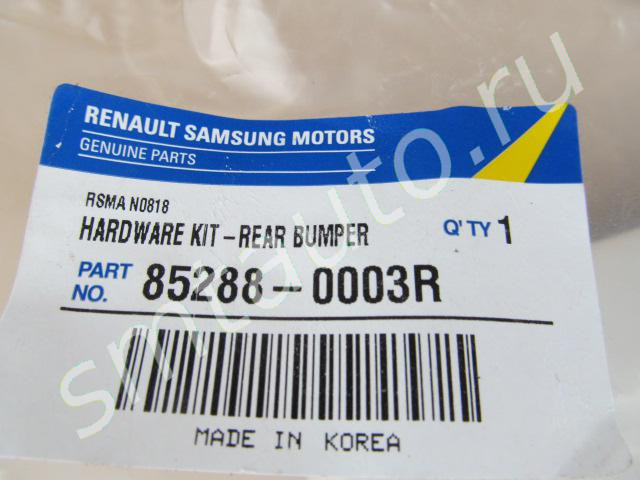 RENAULT SAMSUNG MOTORS
GENUINE PARTS
RSMA N0818
HARDWARE KIT-REAR BUMPER Q'TY 1
PART NO. 85288-0003R
MADE IN KOREA
smtauto.ru